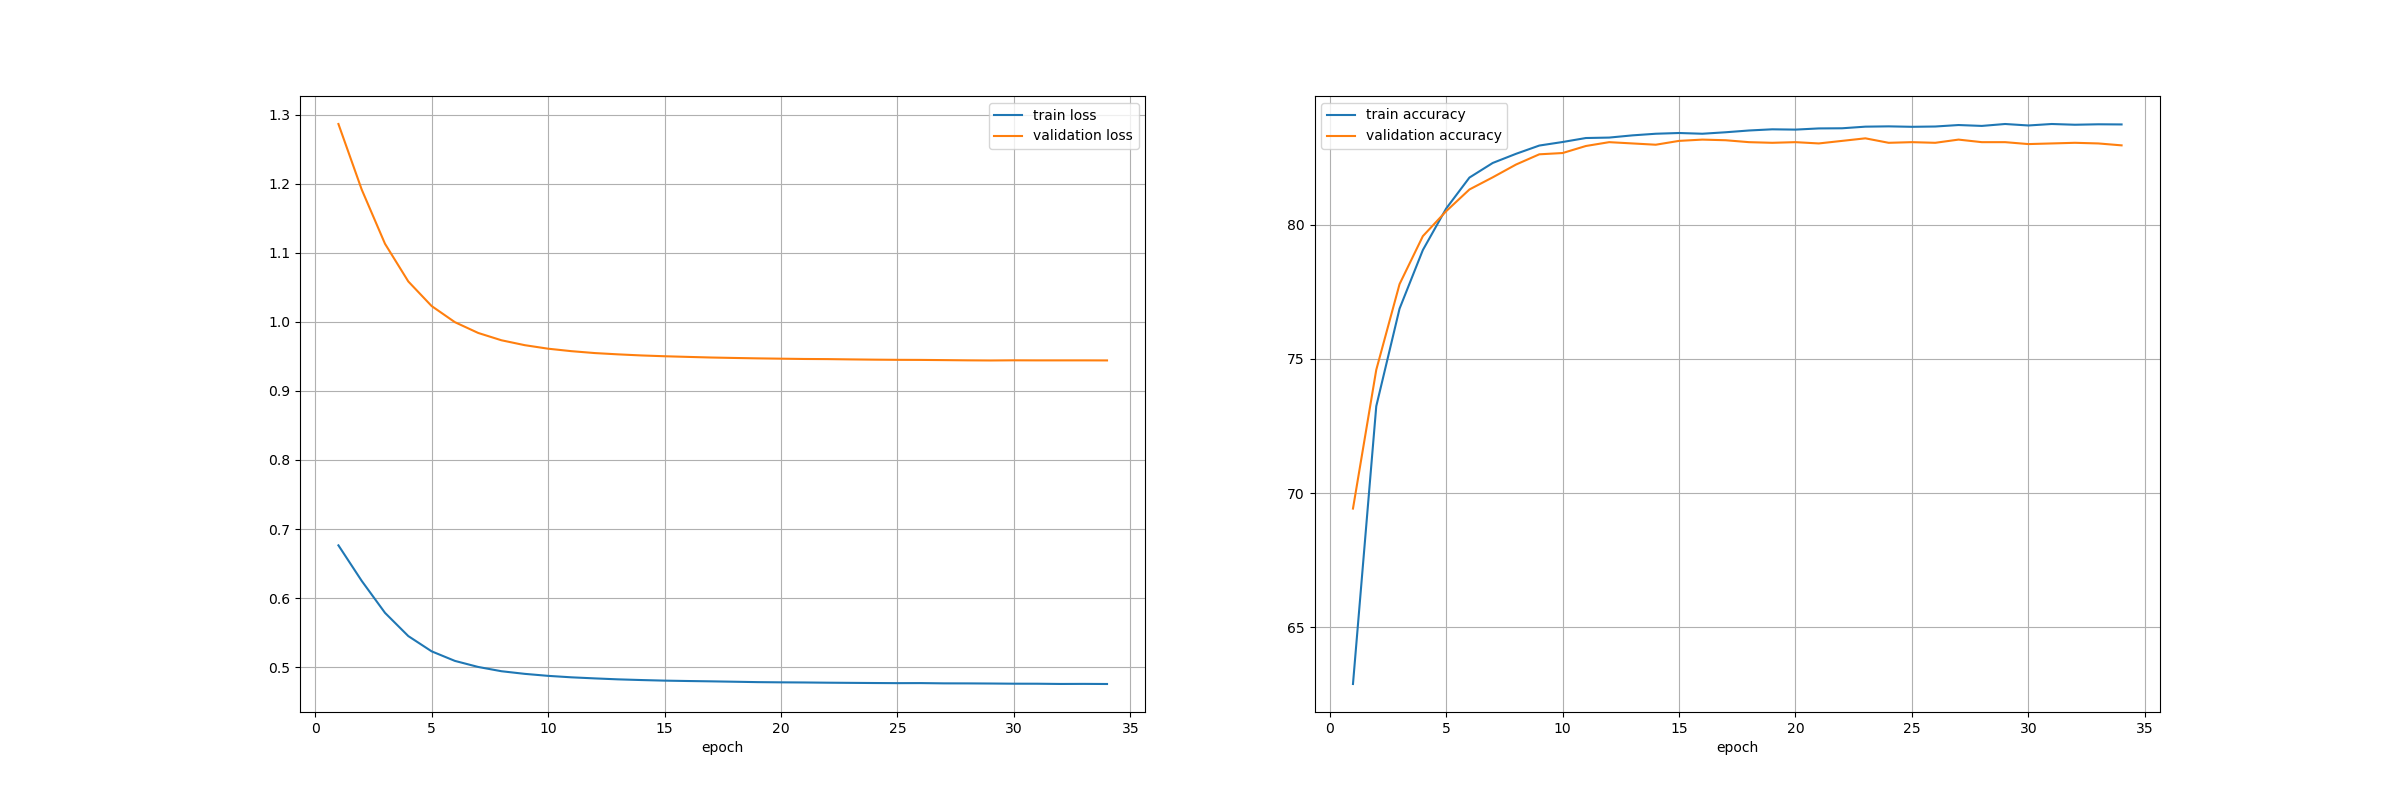 train loss
validation loss
1.3
1.2
1.1
1.0
0.9
0.8
0.7
0.6
0.5
0 5 10 15 20 25 30 35
epoch
train accuracy
validation accuracy
80
75
70
65
0 5 10 15 20 25 30 35
epoch